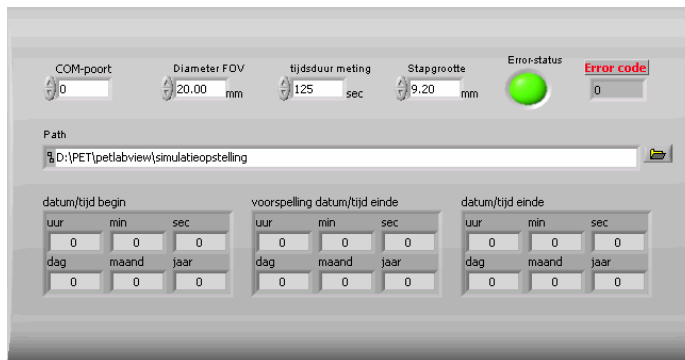 COM-poort Diameter FOV tijdsduur meting Stapgrootte Error-status Error code
0 20.00 mm 125 sec 9.20 mm 0
Path
D:\PET\petlabview\simulatieopstelling
datum/tijd begin voorspelling datum/tijd einde datum/tijd einde
uur min sec uur min sec uur min sec
0 0 0 0 0 0 0 0 0
dag maand jaar dag maand jaar dag maand jaar
0 0 0 0 0 0 0 0 0